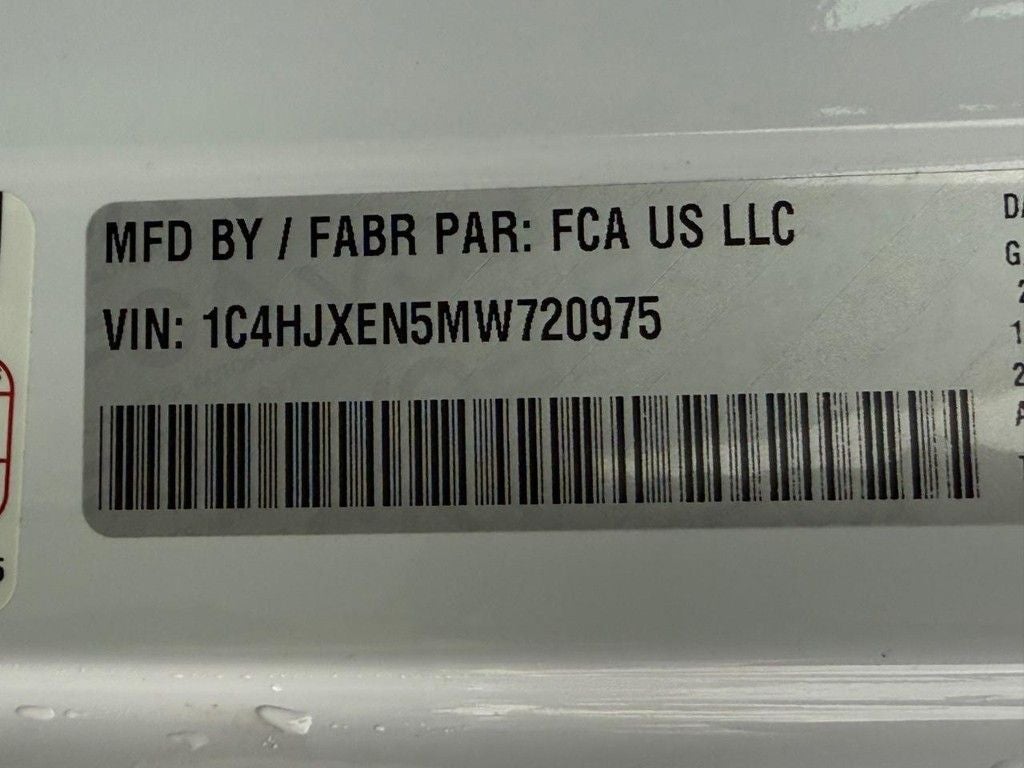 MFD BY / FABR PAR: FCA US LLC
VIN: 1C4HJXEN5MW720975